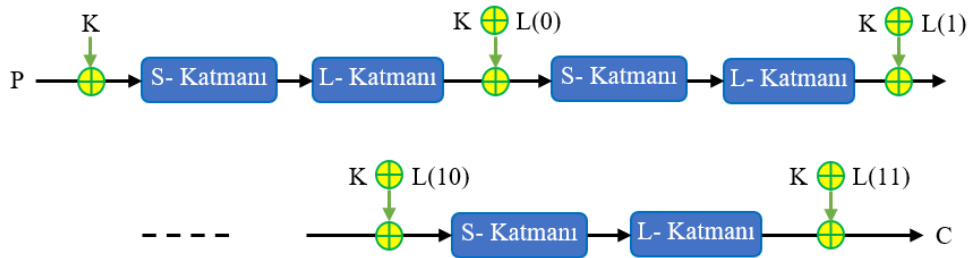 K K ⊕ L(0) K ⊕ L(1)
P S- Katmanı L- Katmanı S- Katmanı L- Katmanı
K ⊕ L(10) K ⊕ L(11)
S- Katmanı L- Katmanı C